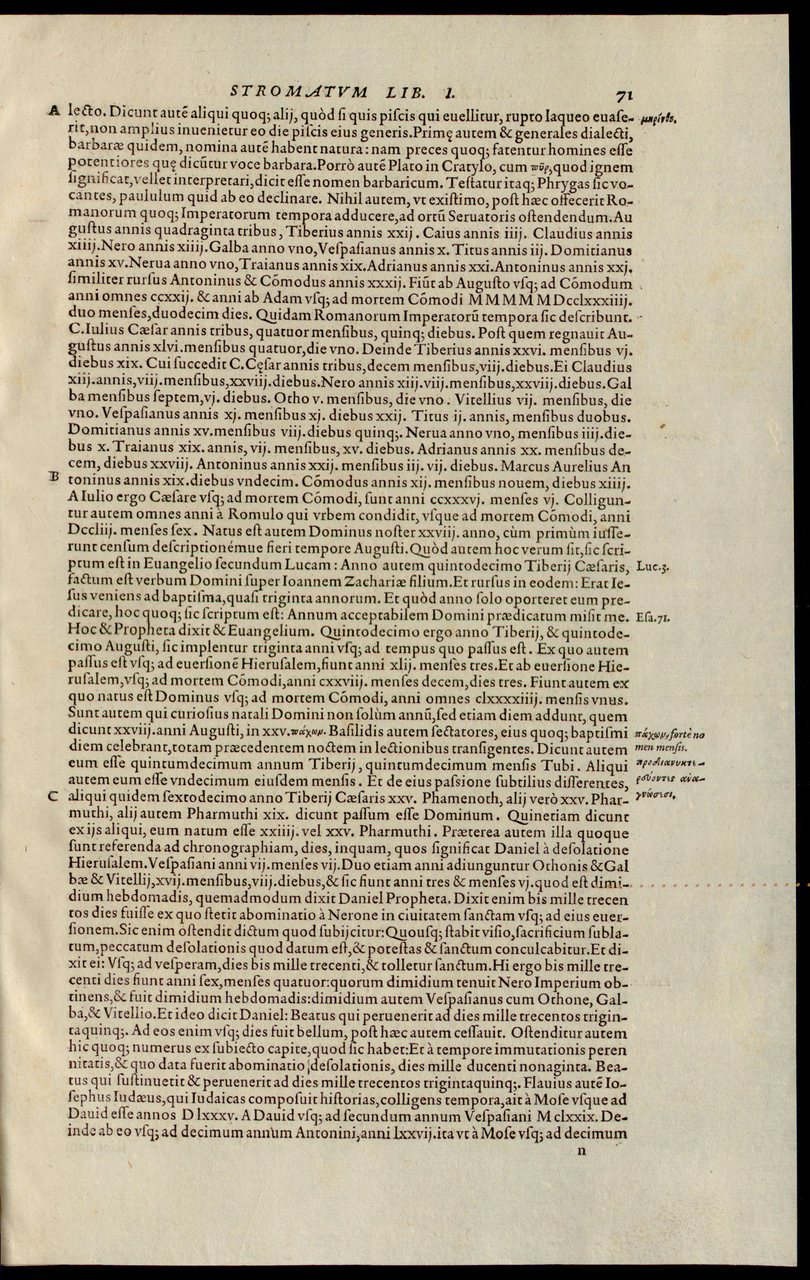 STROMATVM LIB. I. 71
A lecto. Dicunt autē aliqui quoq; alij, quòd si quis piscis qui euellitur, rupto laqueo euase- μηρίνθ.
rit, non amplius inuenietur eo die piscis eius generis. Primę autem & generales dialecti,
barbaræ quidem, nomina autē habent natura: nam preces quoq; fatentur homines esse
potentiores quę dicūtur voce barbara. Porrò autē Plato in Cratylo, cum πῦρ, quod ignem
significat, vellet interpretari, dicit esse nomen barbaricum. Testatur itaq; Phrygas sic vo-
cantes, paululum quid ab eo declinare. Nihil autem, vt existimo, post hæc offecerit Ro-
manorum quoq; Imperatorum tempora adducere, ad ortū Seruatoris ostendendum. Au
gustus annis quadraginta tribus, Tiberius annis xxij. Caius annis iiij. Claudius annis
xiiij. Nero annis xiiij. Galba anno vno, Vespasianus annis x. Titus annis iij. Domitianus
annis xv. Nerua anno vno, Traianus annis xix. Adrianus annis xxi. Antoninus annis xxj.
similiter rursus Antoninus & Cōmodus annis xxxij. Fiūt ab Augusto vsq; ad Cōmodum
anni omnes ccxxij. & anni ab Adam vsq; ad mortem Cōmodi MMMMMDcclxxxiiij.
duo menses, duodecim dies. Quidam Romanorum Imperatorū tempora sic describunt.
C. Iulius Cæsar annis tribus, quatuor mensibus, quinq; diebus. Post quem regnauit Au-
gustus annis xlvi. mensibus quatuor, die vno. Deinde Tiberius annis xxvi. mensibus vj.
diebus xix. Cui succedit C. Cęsar annis tribus, decem mensibus, viij. diebus. Ei Claudius
xiij. annis, viij. mensibus, xxviij. diebus. Nero annis xiij. viij. mensibus, xxviij. diebus. Gal
ba mensibus septem, vj. diebus. Otho v. mensibus, die vno. Vitellius vij. mensibus, die
vno. Vespasianus annis xj. mensibus xj. diebus xxij. Titus ij. annis, mensibus duobus.
Domitianus annis xv. mensibus viij. diebus quinq;. Nerua anno vno, mensibus iiij. die-
bus x. Traianus xix. annis, vij. mensibus, xv. diebus. Adrianus annis xx. mensibus de-
cem, diebus xxviij. Antoninus annis xxij. mensibus iij. vij. diebus. Marcus Aurelius An
B toninus annis xix. diebus vndecim. Cōmodus annis xij. mensibus nouem, diebus xiiij.
A Iulio ergo Cæsare vsq; ad mortem Cōmodi, sunt anni ccxxxvj. menses vj. Colligun-
tur autem omnes anni à Romulo qui vrbem condidit, vsque ad mortem Cōmodi, anni
Dccliij. menses sex. Natus est autem Dominus noster xxviij. anno, cùm primùm iusse-
runt censum descriptionémue fieri tempore Augusti. Quòd autem hoc verum sit, sic scri-
ptum est in Euangelio secundum Lucam: Anno autem quintodecimo Tiberij Cæsaris, Luc. 3.
factum est verbum Domini super Ioannem Zachariæ filium. Et rursus in eodem: Erat Ie-
sus veniens ad baptisma, quasi triginta annorum. Et quòd anno solo oporteret eum præ-
dicare, hoc quoq; sic scriptum est: Annum acceptabilem Domini prædicatum misit me. Esa. 71.
Hoc & Propheta dixit & Euangelium. Quintodecimo ergo anno Tiberij, & quintode-
cimo Augusti, sic implentur triginta anni vsq; ad tempus quo passus est. Ex quo autem
passus est vsq; ad euersionē Hierusalem, fiunt anni xlij. menses tres. Et ab euersione Hie-
rusalem, vsq; ad mortem Cōmodi, anni cxxviij. menses decem, dies tres. Fiunt autem ex
quo natus est Dominus vsq; ad mortem Cōmodi, anni omnes clxxxxiiij. mensis vnus.
Sunt autem qui curiosius natali Domini non solùm annū, sed etiam diem addunt, quem
dicunt xxviij. anni Augusti, in xxv. πάχωμ. Basilidis autem sectatores, eius quoq; baptismi πάχωμ, fortè no
diem celebrant, totam præcedentem noctem in lectionibus transigentes. Dicunt autem men mensis.
eum esse quintumdecimum annum Tiberij, quintumdecimum mensis Tubi. Aliqui προδιανυκτε-
autem eum esse vndecimum eiusdem mensis. Et de eius passione subtilius differentes, ρεύοντες ἀνα-
C aliqui quidem sextodecimo anno Tiberij Cæsaris xxv. Phamenoth, alij verò xxv. Phar- γνώσεσι.
muthi, alij autem Pharmuthi xix. dicunt passum esse Dominum. Quinetiam dicunt
ex ijs aliqui, eum natum esse xxiiij. vel xxv. Pharmuthi. Præterea autem illa quoque
sunt referenda ad chronographiam, dies, inquam, quos significat Daniel à desolatione
Hierusalem. Vespasiani anni vij. menses vij. Duo etiam anni adiunguntur Othonis & Gal
bæ & Vitellij, xvij. mensibus, viij. diebus, & sic fiunt anni tres & menses vj. quod est dimi-
dium hebdomadis, quemadmodum dixit Daniel Propheta. Dixit enim bis mille trecen
tos dies fuisse ex quo stetit abominatio à Nerone in ciuitatem sanctam vsq; ad eius euer-
sionem. Sic enim ostendit dictum quod subijcitur: Quousq; stabit visio, sacrificium subla-
tum, peccatum desolationis quod datum est, & potestas & sanctum conculcabitur. Et di-
xit ei: Vsq; ad vesperam, dies bis mille trecenti, & tolletur sanctum. Hi ergo bis mille tre-
centi dies fiunt anni sex, menses quatuor: quorum dimidium tenuit Nero Imperium ob-
tinens, & fuit dimidium hebdomadis: dimidium autem Vespasianus cum Othone, Gal-
ba, & Vitellio. Et ideo dicit Daniel: Beatus qui peruenerit ad dies mille trecentos trigin-
taquinq;. Ad eos enim vsq; dies fuit bellum, post hæc autem cessauit. Ostenditur autem
hic quoq; numerus ex subiecto capite, quod sic habet: Et à tempore immutationis peren
nitatis, & quo data fuerit abominatio desolationis, dies mille ducenti nonaginta. Bea-
tus qui sustinuerit & peruenerit ad dies mille trecentos trigintaquinq;. Flauius autē Io-
sephus Iudæus, qui Iudaicas composuit historias, colligens tempora, ait à Mose vsque ad
Dauid esse annos Dlxxxv. A Dauid vsq; ad secundum annum Vespasiani Mclxxix. De-
inde ab eo vsq; ad decimum annum Antonini, anni lxxvij. ita vt à Mose vsq; ad decimum
n